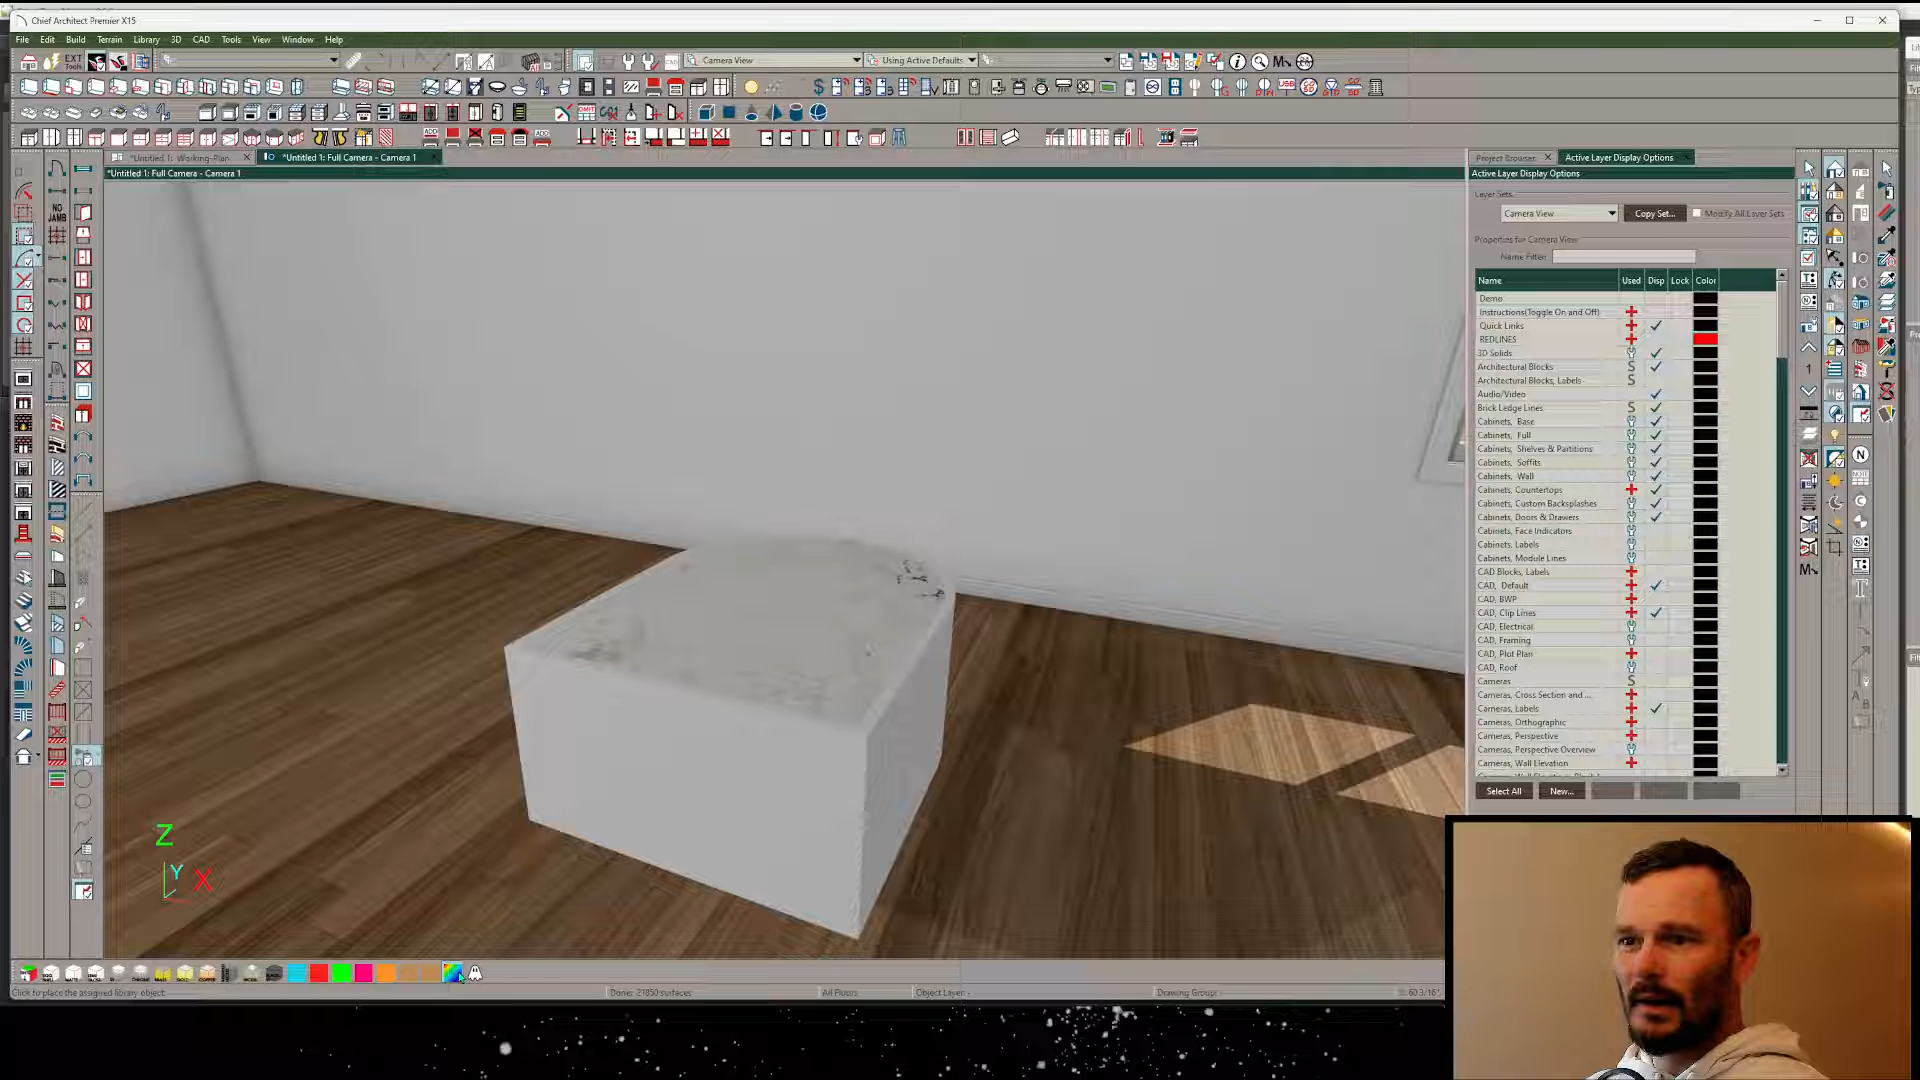 Chief Architect Premier X15
File Edit Build Terrain Library 3D CAD Tools View Window Help
EXT Tools
Camera View
Using Active Defaults
*Untitled 1: Working-Plan
*Untitled 1: Full Camera - Camera 1
*Untitled 1: Full Camera - Camera 1
NO JAMB
Project Browser
Active Layer Display Options
Active Layer Display Options
Layer Sets
Camera View
Copy Set...
Modify All Layer Sets
Properties for Camera View
Name Filter:
Name Used Disp Lock Color
Demo
Instructions(Toggle On and Off)
Quick Links
REDLINES
3D Solids
Architectural Blocks S
Architectural Blocks, Labels S
Audio/Video
Brick Ledge Lines S
Cabinets, Base
Cabinets, Full
Cabinets, Shelves & Partitions
Cabinets, Soffits
Cabinets, Wall
Cabinets, Countertops
Cabinets, Custom Backsplashes
Cabinets, Doors & Drawers
Cabinets, Face Indicators
Cabinets, Labels
Cabinets, Module Lines
CAD Blocks, Labels
CAD, Default
CAD, BWP
CAD, Clip Lines
CAD, Electrical
CAD, Framing
CAD, Plot Plan
CAD, Roof
Cameras S
Cameras, Cross Section and ...
Cameras, Labels
Cameras, Orthographic
Cameras, Perspective
Cameras, Perspective Overview
Cameras, Wall Elevation
Select All New...
Z
Y X
Click to place the assigned library object.
Done: 21850 surfaces
All Floors
Object Layer: -
Drawing Group: -